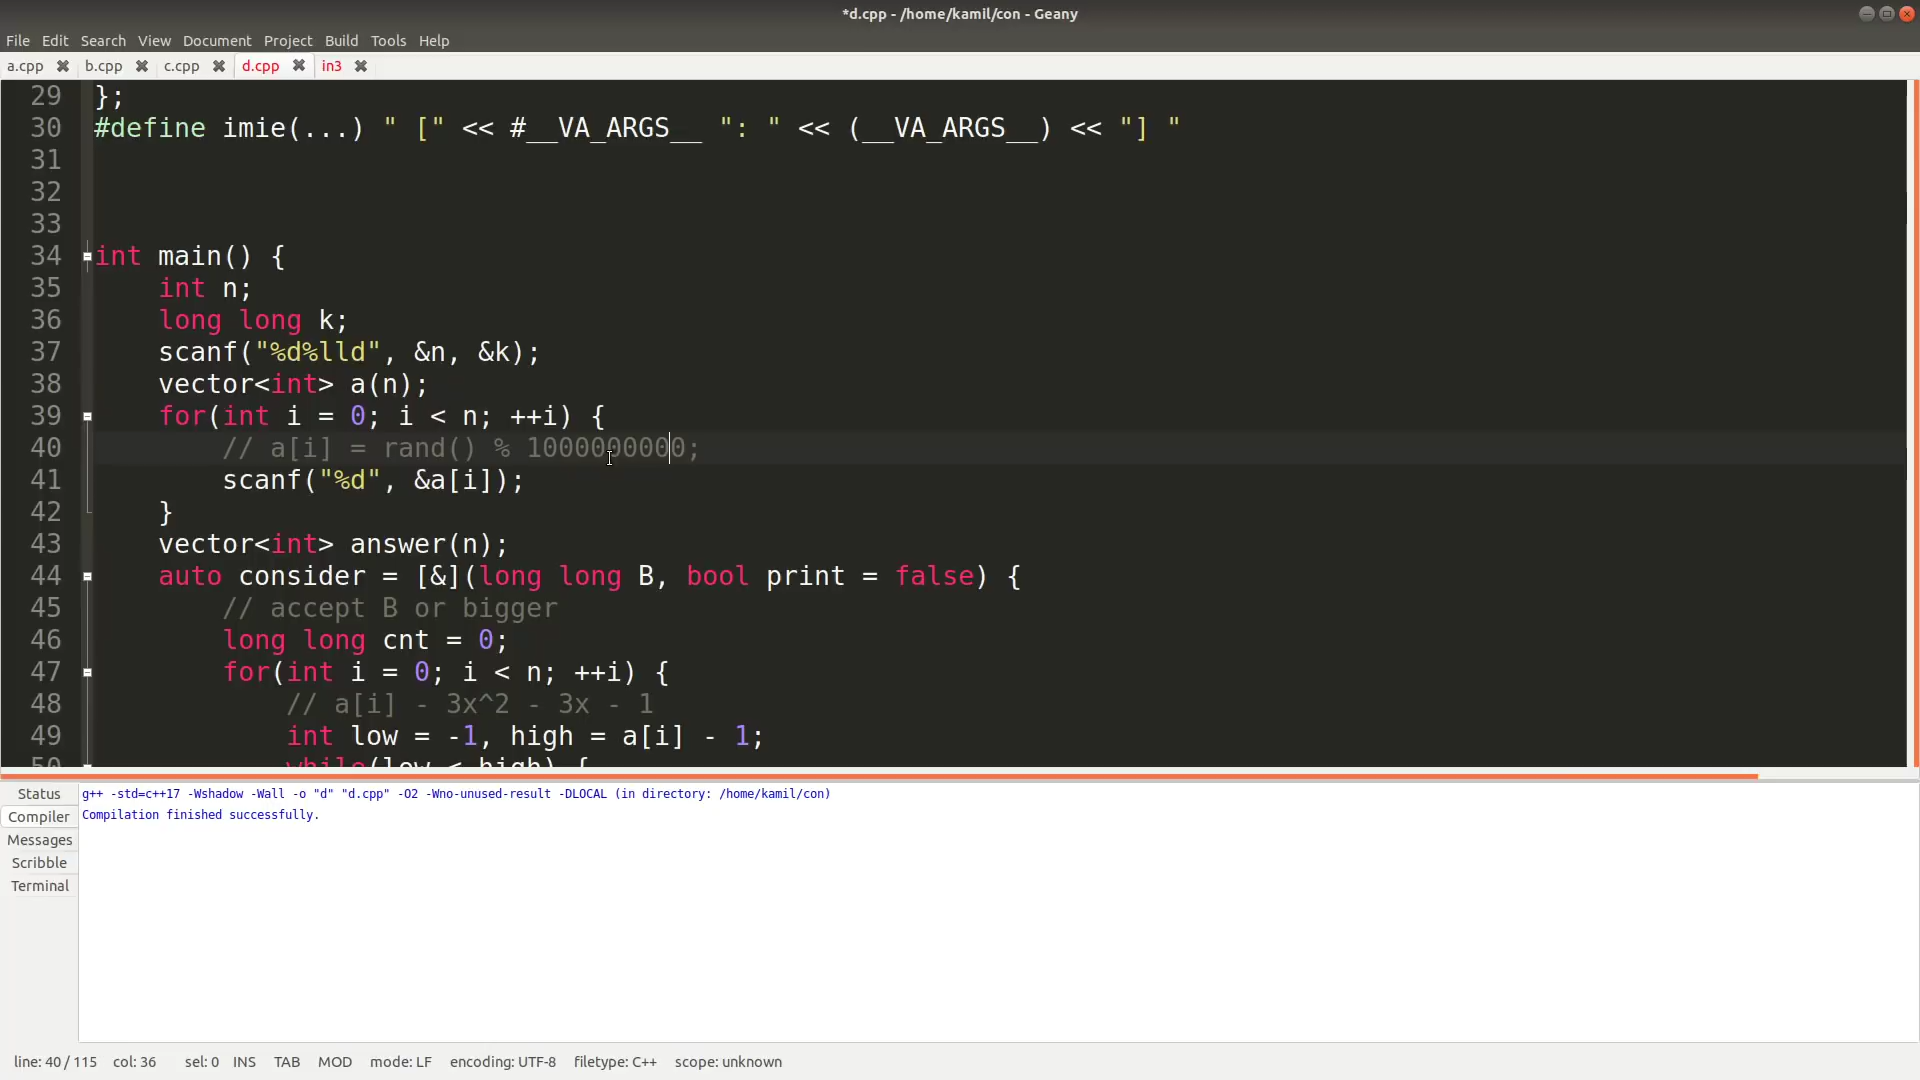 *d.cpp - /home/kamil/con - Geany
File Edit Search View Document Project Build Tools Help
a.cpp b.cpp c.cpp d.cpp in3
29 };
30 #define imie(...) " [" << #__VA_ARGS__ ": " << (__VA_ARGS__) << "] "
31
32
33
34 int main() {
35 int n;
36 long long k;
37 scanf("%d%lld", &n, &k);
38 vector<int> a(n);
39 for(int i = 0; i < n; ++i) {
40 // a[i] = rand() % 1000000000;
41 scanf("%d", &a[i]);
42 }
43 vector<int> answer(n);
44 auto consider = [&](long long B, bool print = false) {
45 // accept B or bigger
46 long long cnt = 0;
47 for(int i = 0; i < n; ++i) {
48 // a[i] - 3x^2 - 3x - 1
49 int low = -1, high = a[i] - 1;
50 while(low < high) {
Status
Compiler
Messages
Scribble
Terminal
g++ -std=c++17 -Wshadow -Wall -o "d" "d.cpp" -O2 -Wno-unused-result -DLOCAL (in directory: /home/kamil/con)
Compilation finished successfully.
line: 40 / 115 col: 36 sel: 0 INS TAB MOD mode: LF encoding: UTF-8 filetype: C++ scope: unknown